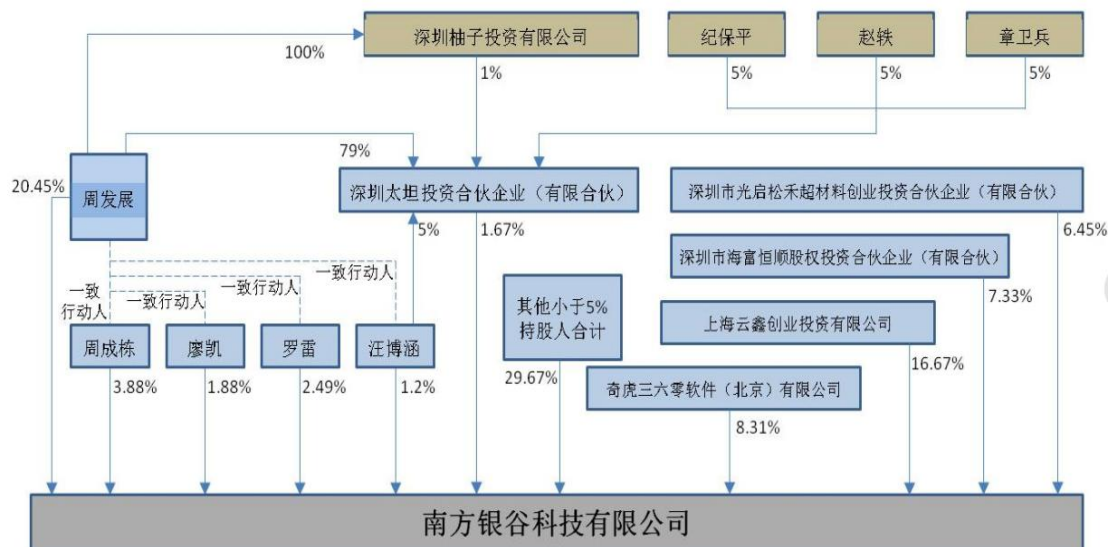 深圳柚子投资有限公司
纪保平
赵轶
章卫兵
100%
1%
5%
5%
5%
79%
20.45%
周发展
深圳太坦投资合伙企业（有限合伙）
深圳市光启松禾超材料创业投资合伙企业（有限合伙）
5%
1.67%
6.45%
一致行动人
深圳市海富恒顺股权投资合伙企业（有限合伙）
一致
行动人
一致行动人
一致行动人
7.33%
其他小于5%
持股人合计
上海云鑫创业投资有限公司
周成栋
廖凯
罗雷
汪博涵
16.67%
3.88%
1.88%
2.49%
1.2%
29.67%
奇虎三六零软件（北京）有限公司
8.31%
南方银谷科技有限公司